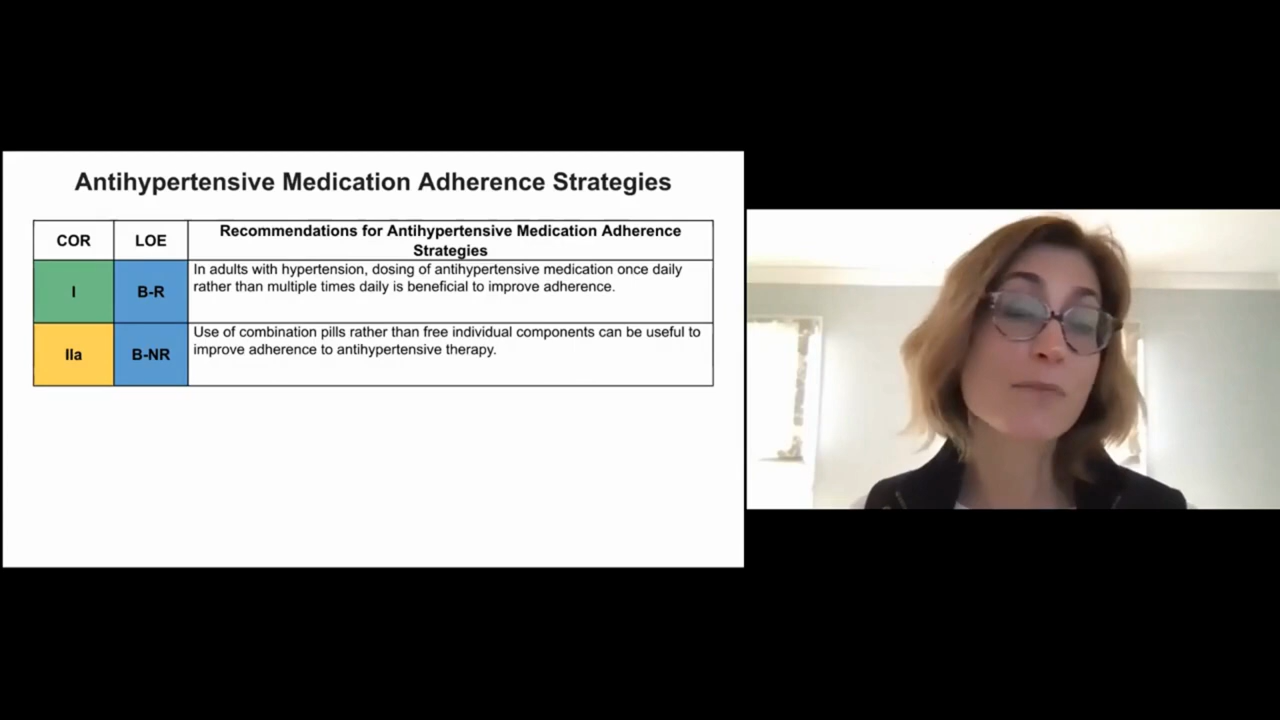 Antihypertensive Medication Adherence Strategies
COR
LOE
Recommendations for Antihypertensive Medication Adherence
Strategies
I
B-R
In adults with hypertension, dosing of antihypertensive medication once daily
rather than multiple times daily is beneficial to improve adherence.
IIa
B-NR
Use of combination pills rather than free individual components can be useful to
improve adherence to antihypertensive therapy.